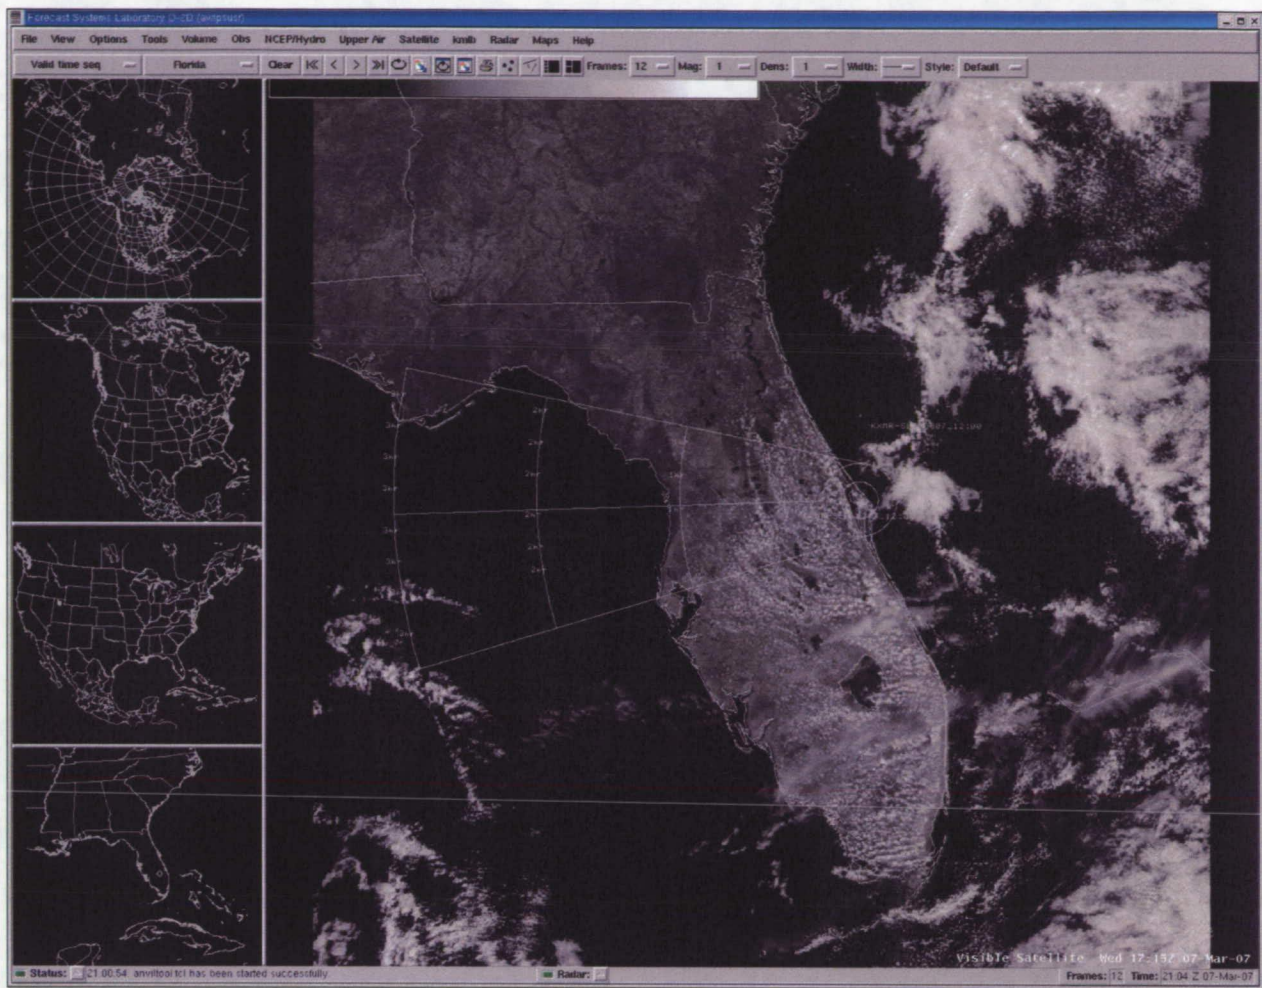 Forecast Systems Laboratory D-2D
File View Options Tools Volume Obs NCEP/Hydro Upper Air Satellite kmlb Radar Maps Help
Valid time seq Florida Clear Frames: 12 Mag: 1 Dens: 1 Width: Style: Default
Visible Satellite Wed 17:15Z 07-Mar-07
Status: 21:00:54 anviltool.tcl has been started successfully Radar: Frames: 12 Time: 21:04 Z 07-Mar-07